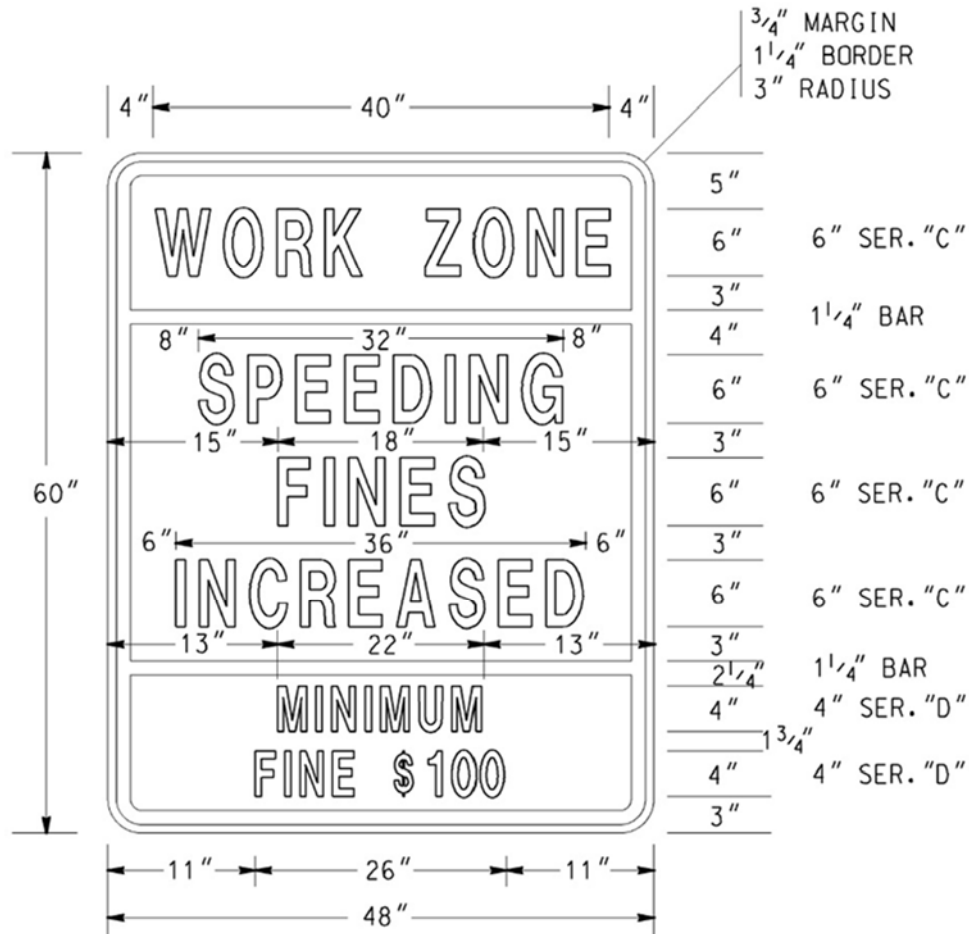 3/4" MARGIN
1 1/4" BORDER
3" RADIUS
4" 40" 4"
5"
WORK ZONE 6" 6" SER. "C"
3"
1 1/4" BAR
8" 32" 8" 4"
SPEEDING 6" 6" SER. "C"
15" 18" 15" 3"
60" FINES 6" 6" SER. "C"
6" 36" 6" 3"
INCREASED 6" 6" SER. "C"
13" 22" 13" 3"
2 1/4" 1 1/4" BAR
MINIMUM 4" 4" SER. "D"
1 3/4"
FINE $100 4" 4" SER. "D"
3"
11" 26" 11"
48"